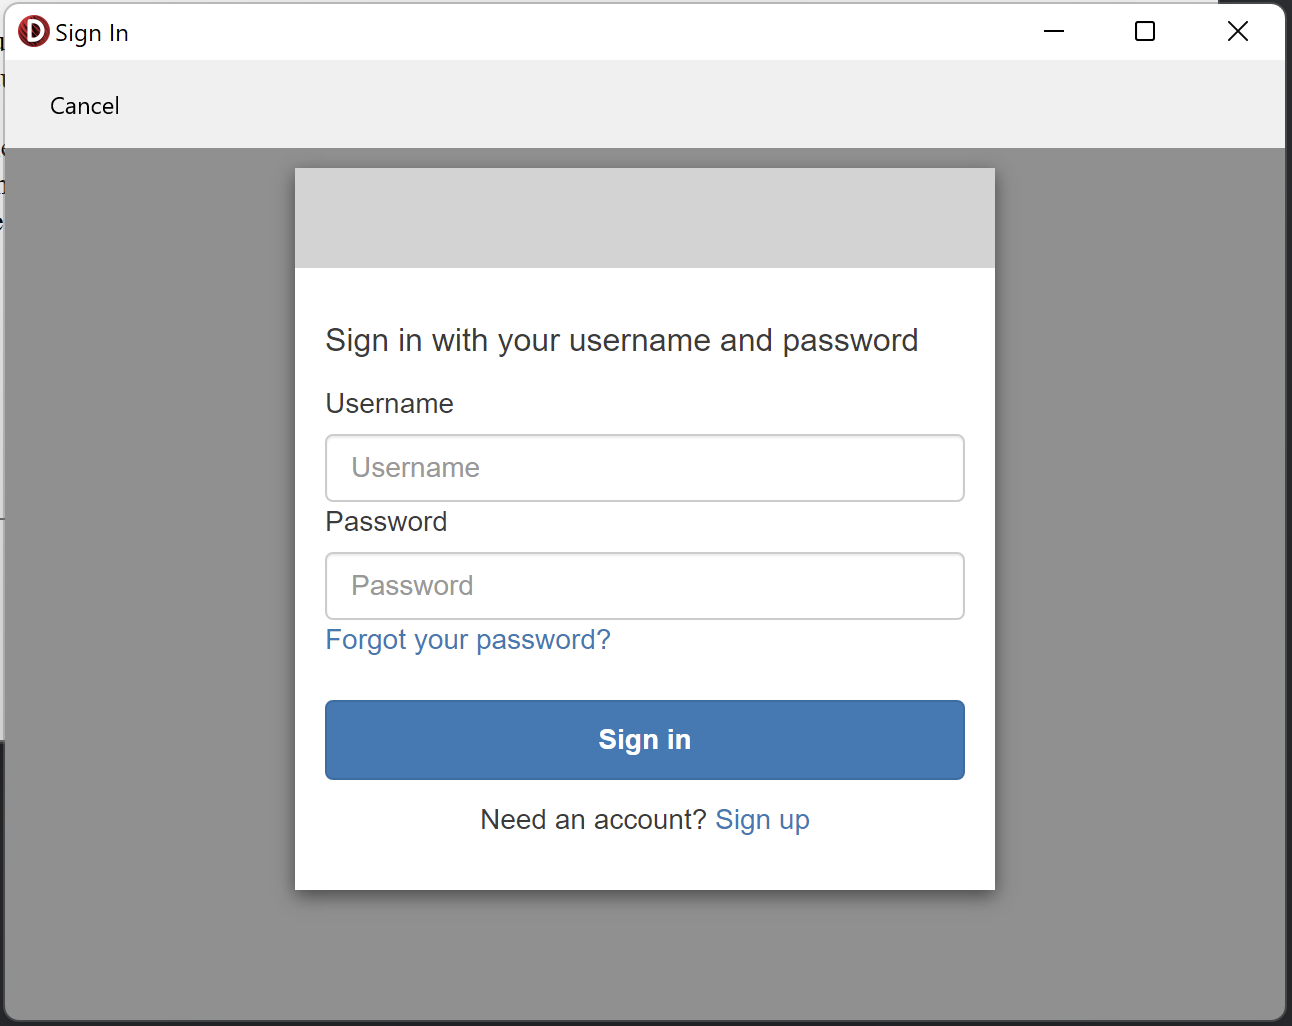 Sign In
Cancel
Sign in with your username and password
Username
Username
Password
Password
Forgot your password?
Sign in
Need an account? Sign up